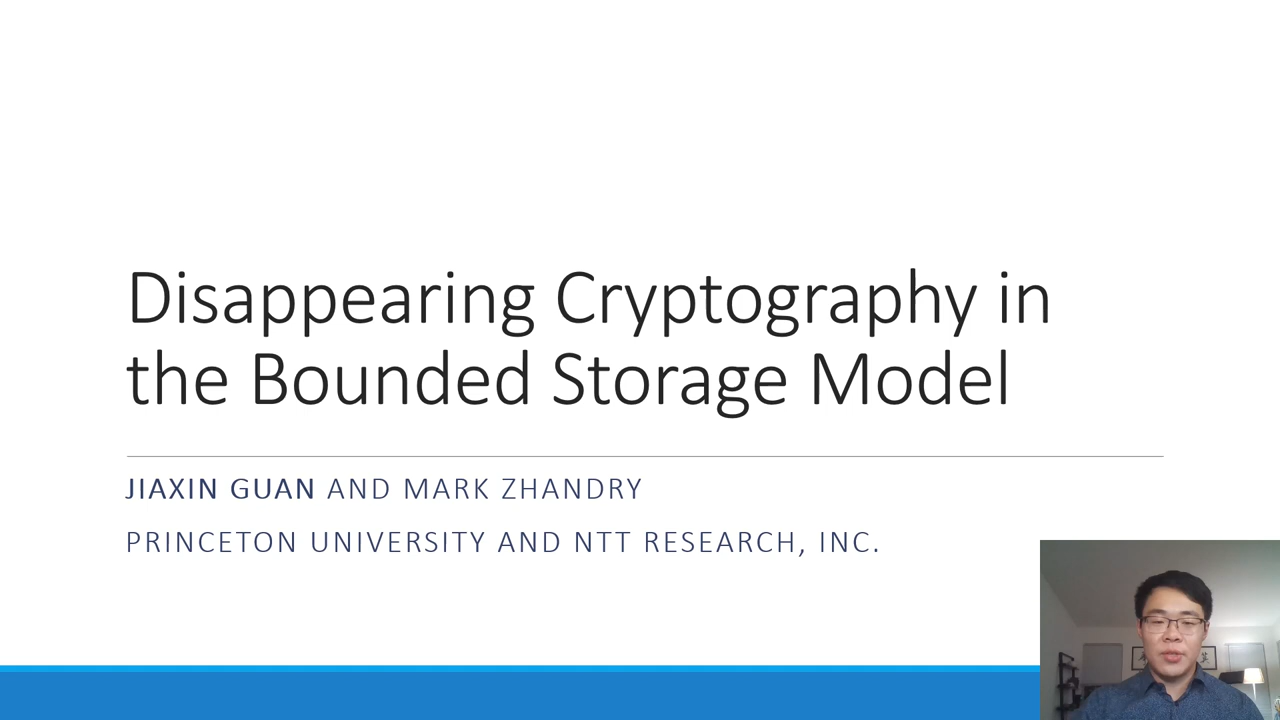 Disappearing Cryptography in
the Bounded Storage Model
JIAXIN GUAN AND MARK ZHANDRY
PRINCETON UNIVERSITY AND NTT RESEARCH, INC.